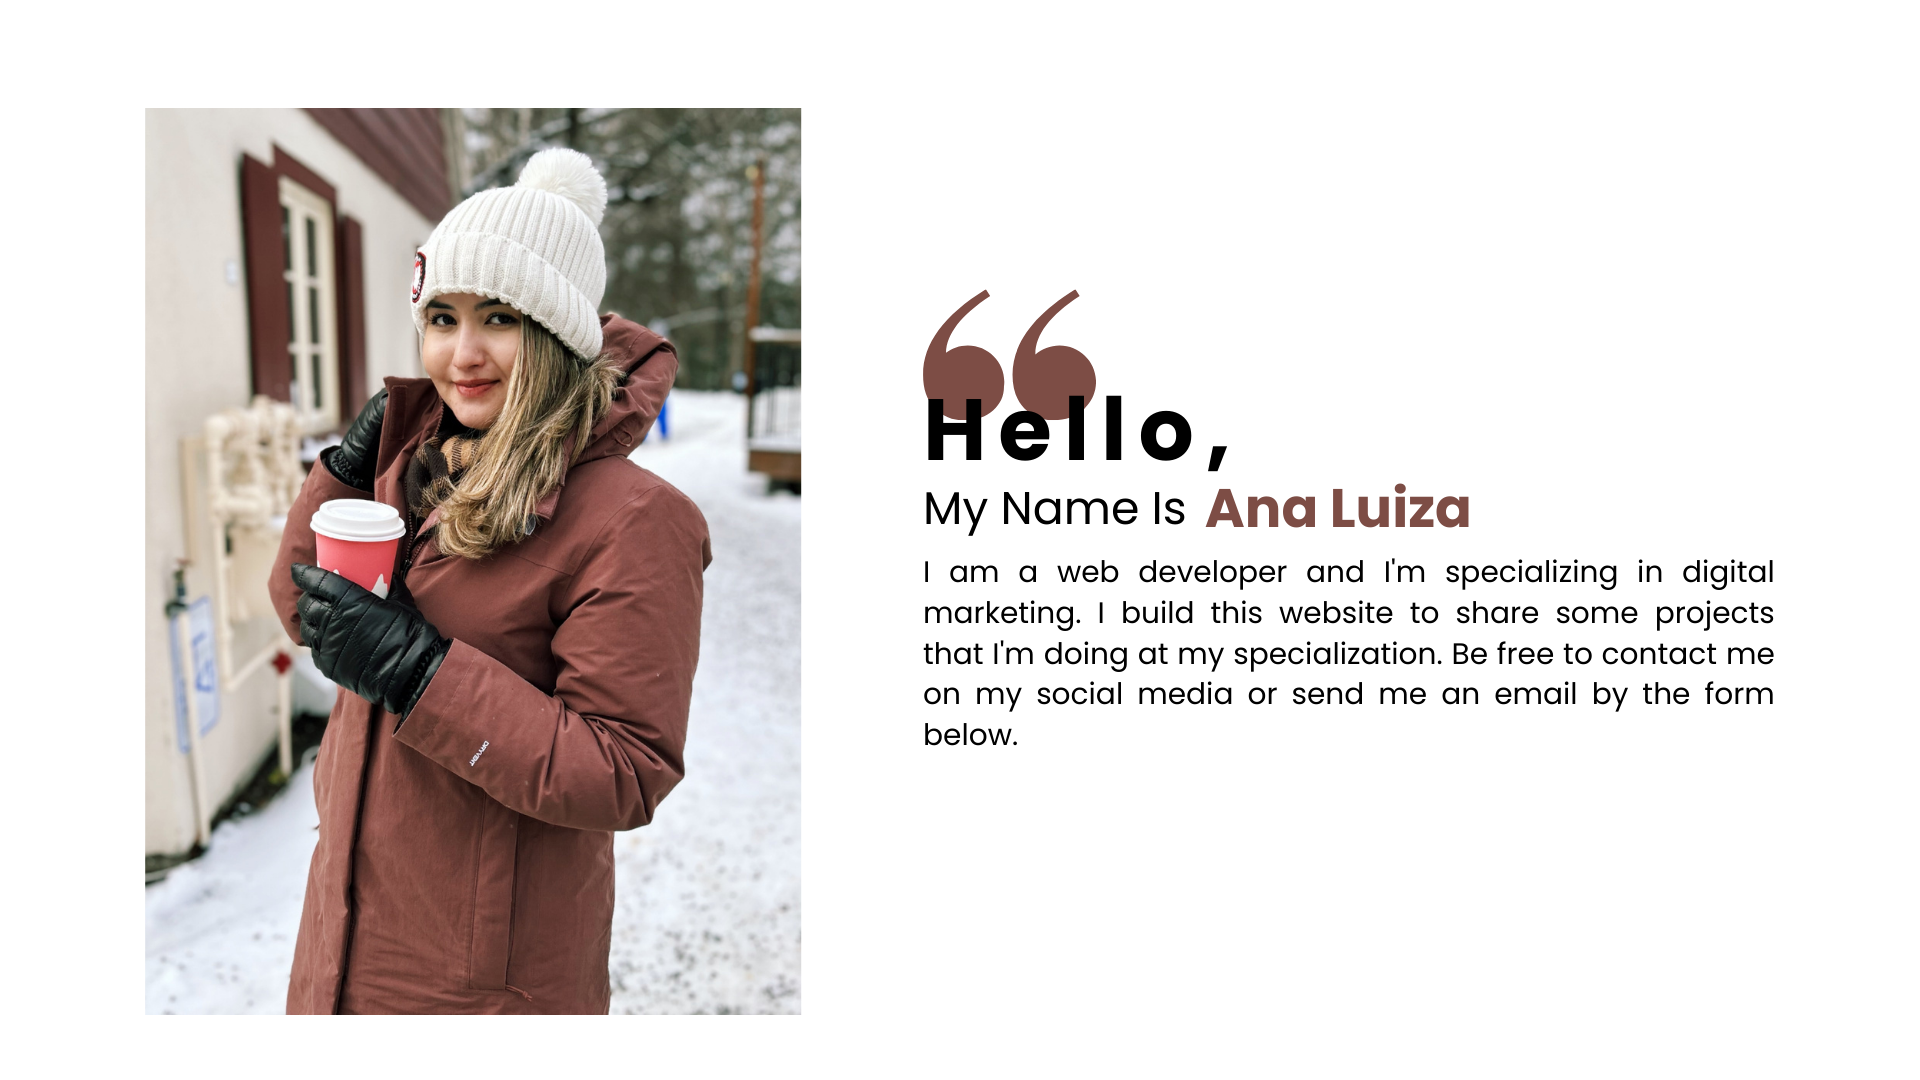 Hello,
My Name Is Ana Luiza
I am a web developer and I'm specializing in digital
marketing. I build this website to share some projects
that I'm doing at my specialization. Be free to contact me
on my social media or send me an email by the form
below.